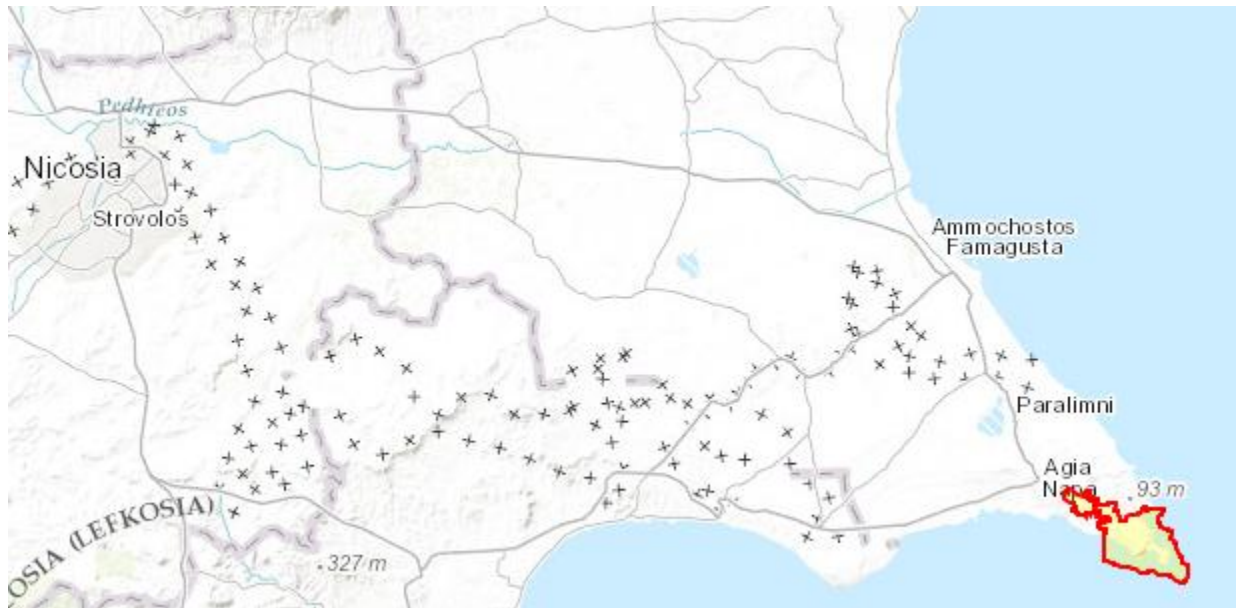 Pedhieos
Nicosia
Strovolos
Ammochostos
Famagusta
Paralimni
Agia
Napa
93 m
OSIA (LEFKOSIA)
327 m